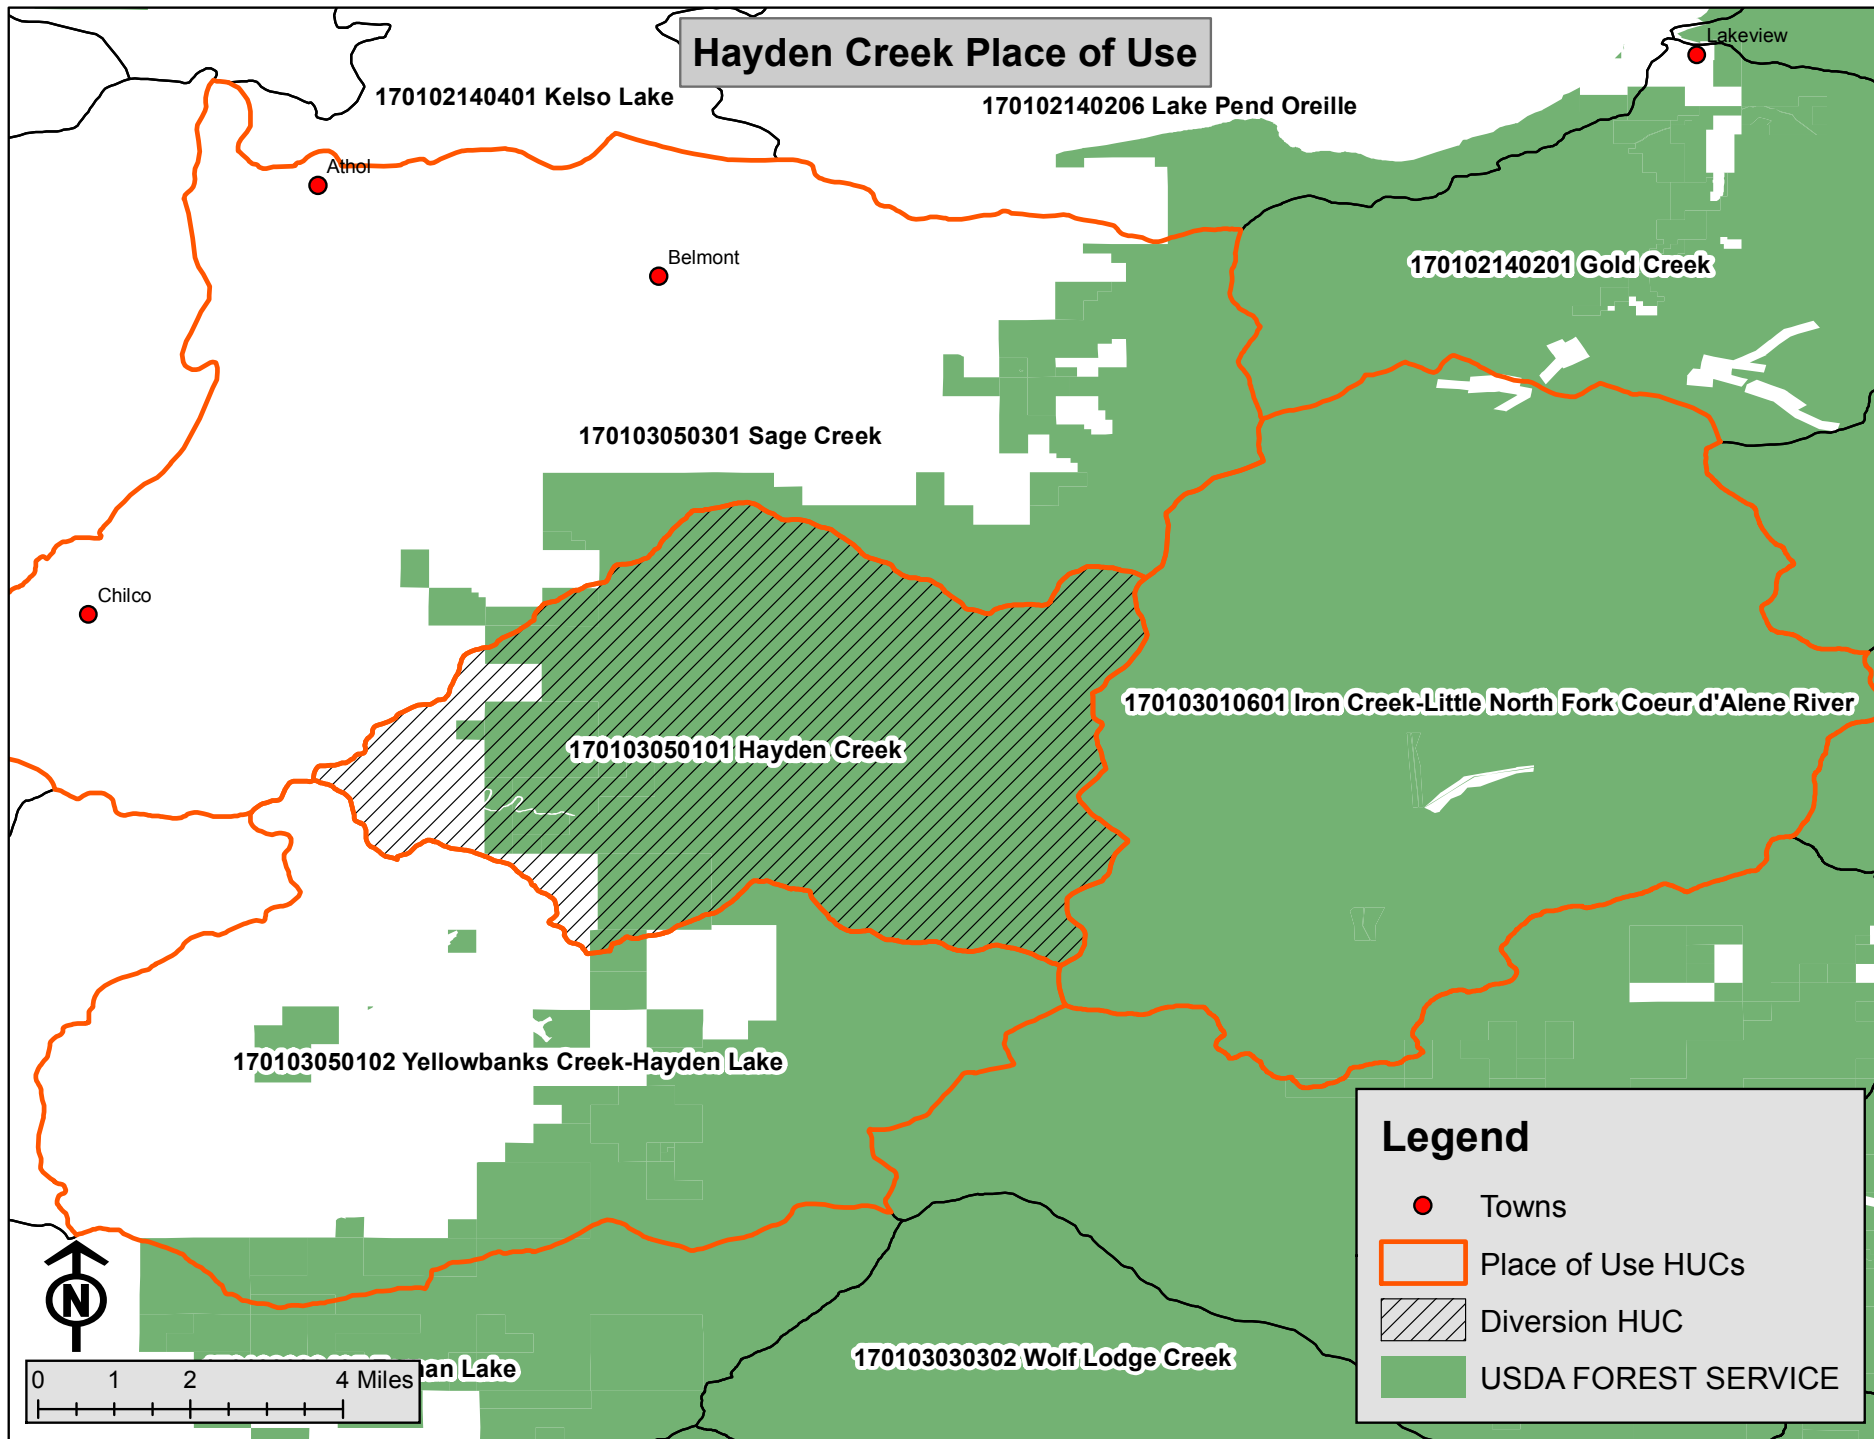 Hayden Creek Place of Use
Lakeview
170102140401 Kelso Lake
170102140206 Lake Pend Oreille
Athol
Belmont
170102140201 Gold Creek
170103050301 Sage Creek
Chilco
170103010601 Iron Creek-Little North Fork Coeur d'Alene River
170103050101 Hayden Creek
170103050102 Yellowbanks Creek-Hayden Lake
Legend
Towns
Place of Use HUCs
Diversion HUC
USDA FOREST SERVICE
N
170103030302 Wolf Lodge Creek
Lake
0 1 2 4 Miles